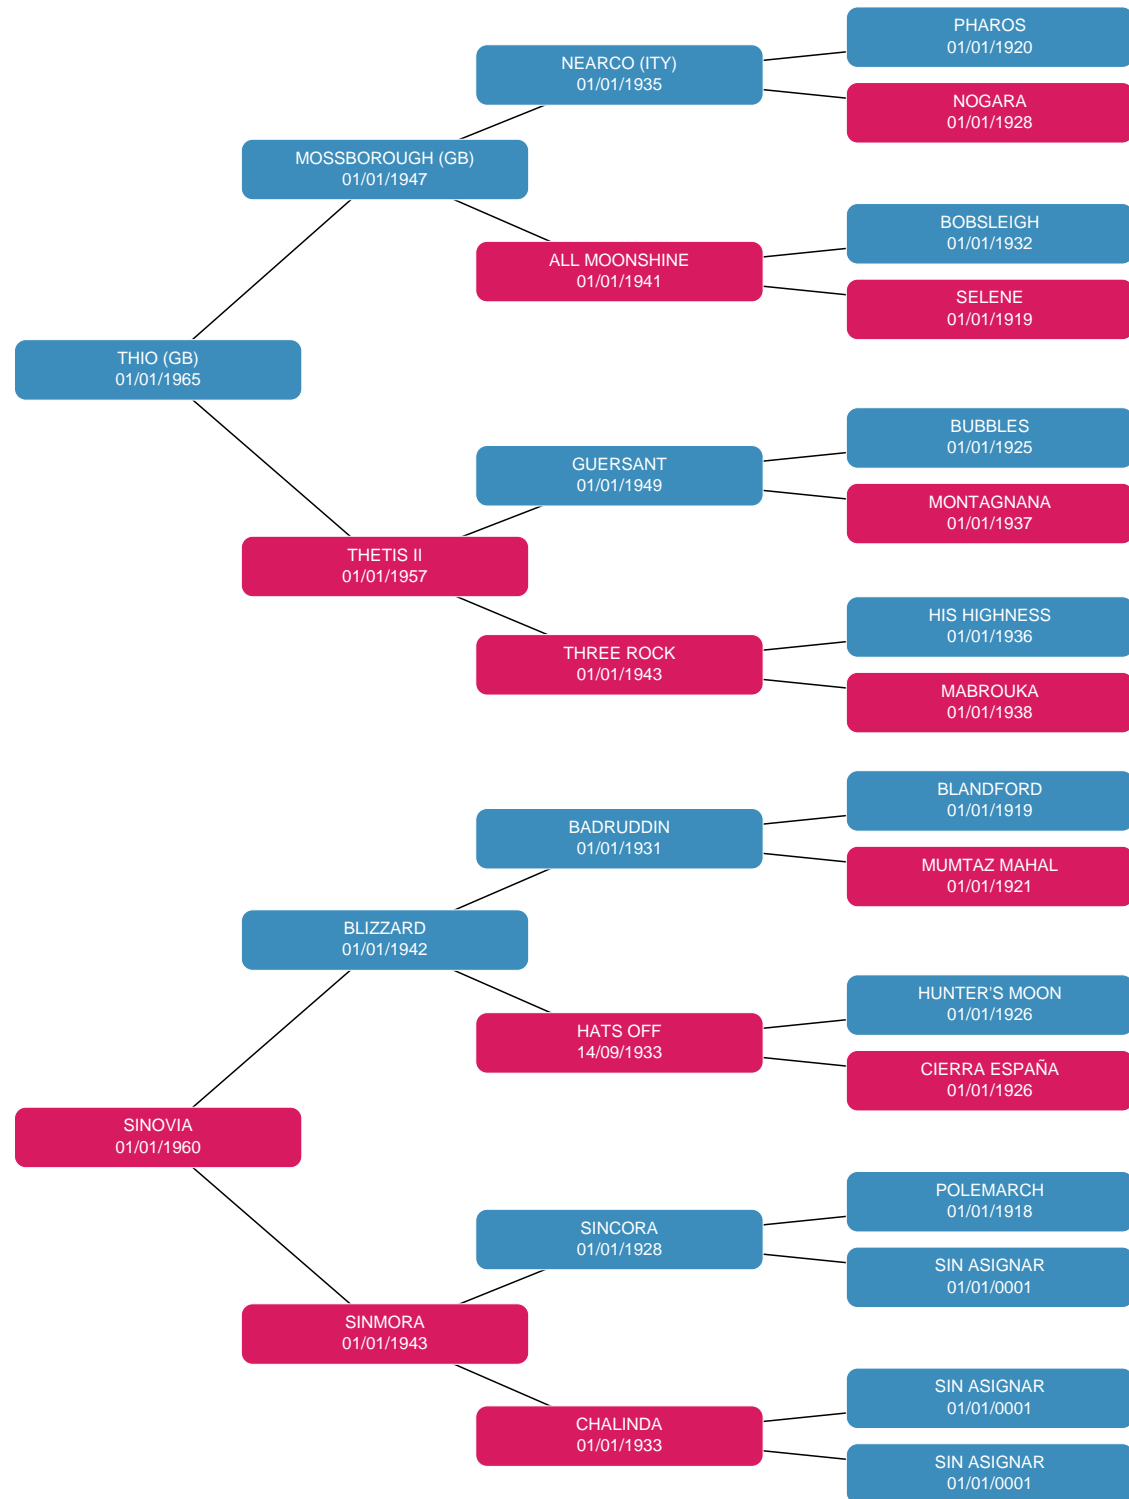 PHAROS
01/01/1920
NEARCO (ITY)
01/01/1935
NOGARA
01/01/1928
MOSSBOROUGH (GB)
01/01/1947
BOBSLEIGH
01/01/1932
ALL MOONSHINE
01/01/1941
SELENE
01/01/1919
THIO (GB)
01/01/1965
BUBBLES
01/01/1925
GUERSANT
01/01/1949
MONTAGNANA
01/01/1937
THETIS II
01/01/1957
HIS HIGHNESS
01/01/1936
THREE ROCK
01/01/1943
MABROUKA
01/01/1938
BLANDFORD
01/01/1919
BADRUDDIN
01/01/1931
MUMTAZ MAHAL
01/01/1921
BLIZZARD
01/01/1942
HUNTER'S MOON
01/01/1926
HATS OFF
14/09/1933
CIERRA ESPAÑA
01/01/1926
SINOVIA
01/01/1960
POLEMARCH
01/01/1918
SINCORA
01/01/1928
SIN ASIGNAR
01/01/0001
SINMORA
01/01/1943
SIN ASIGNAR
01/01/0001
CHALINDA
01/01/1933
SIN ASIGNAR
01/01/0001